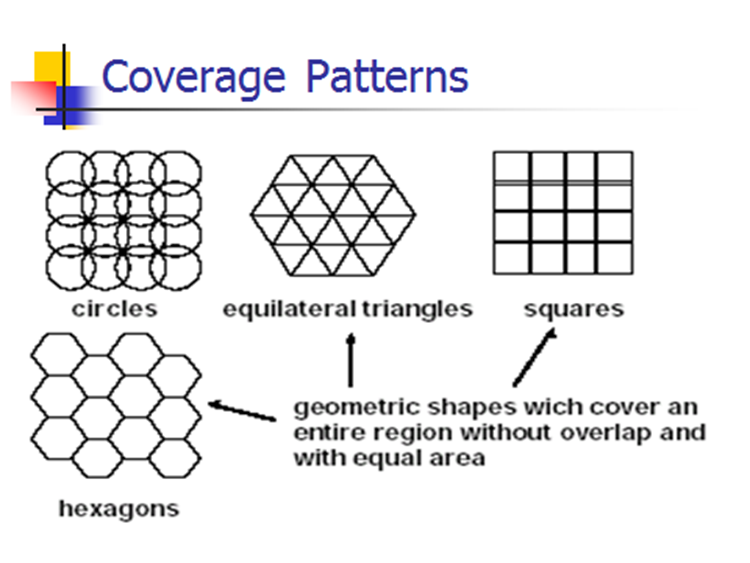 Coverage Patterns
circles
equilateral triangles
squares
geometric shapes wich cover an
entire region without overlap and
with equal area
hexagons